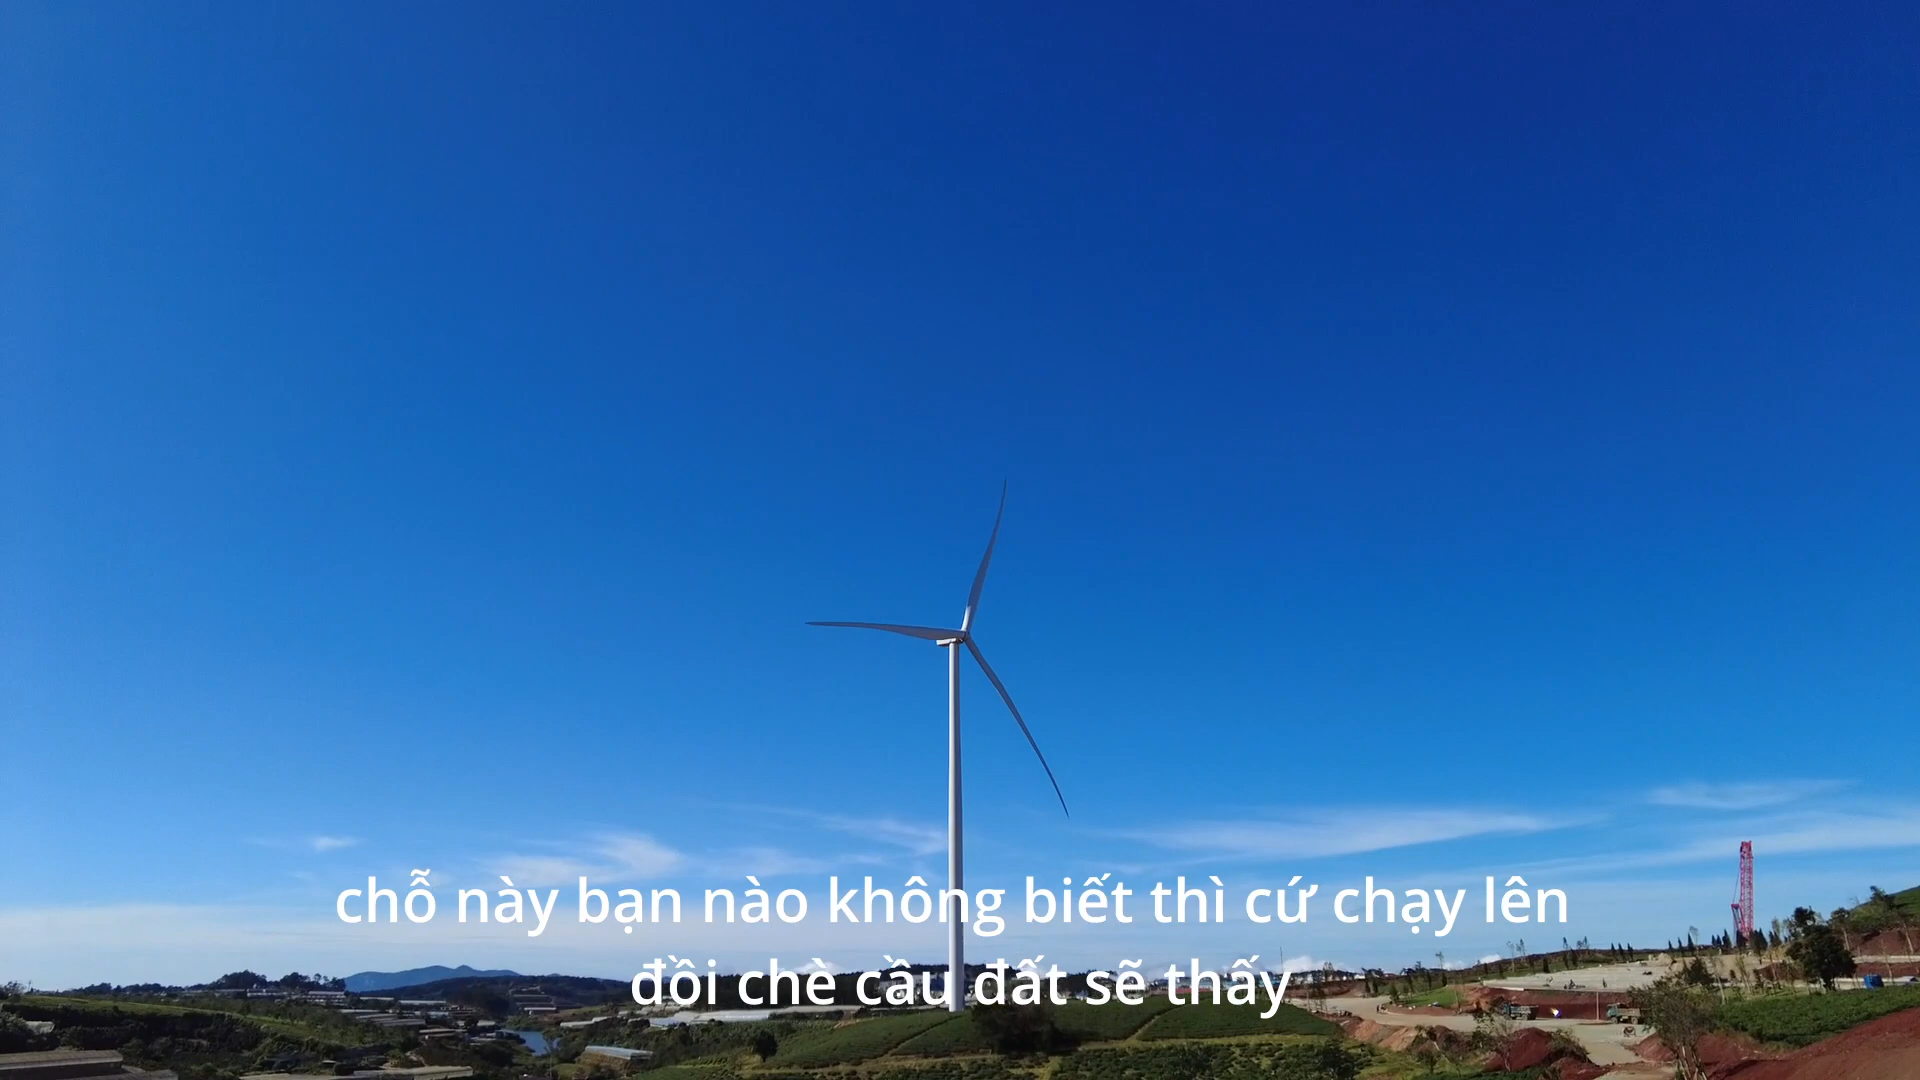 chỗ này bạn nào không biết thì cứ chạy lên
đồi chè cầu đất sẽ thấy